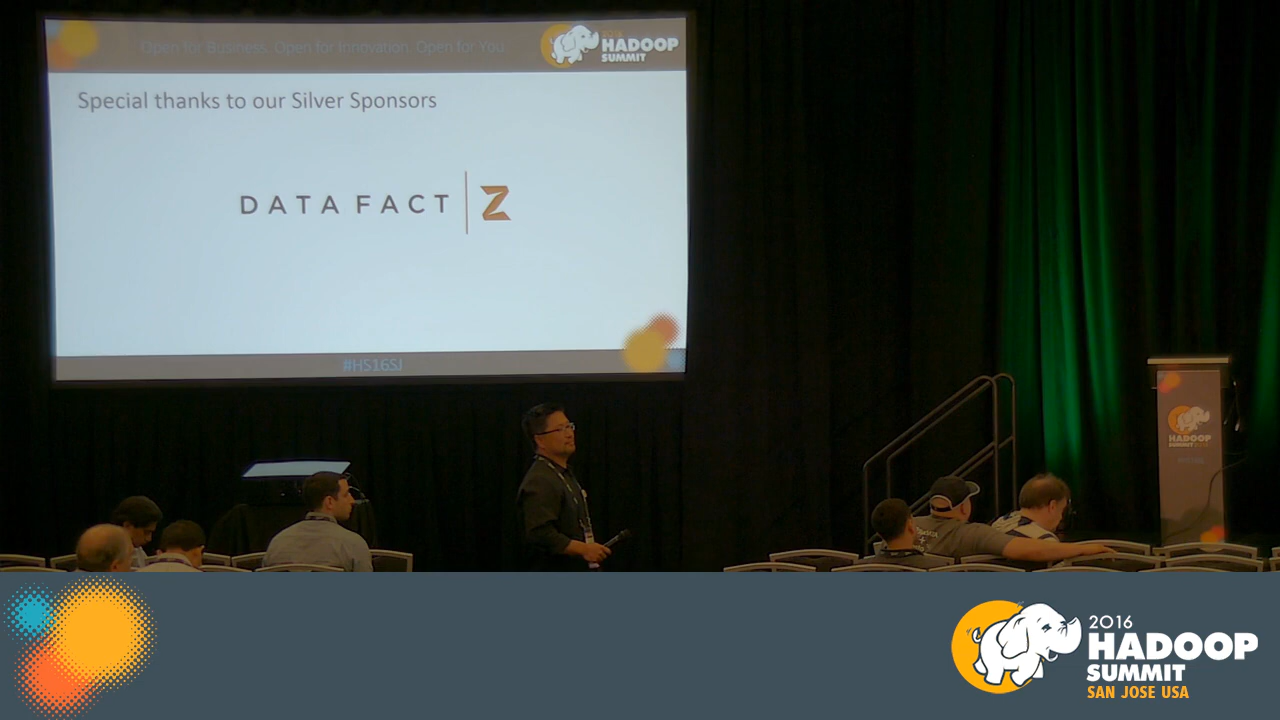 Open for Business. Open for Innovation. Open for You
2016
HADOOP
SUMMIT
Special thanks to our Silver Sponsors
DATA FACT Z
#HS16SJ
HADOOP
SUMMIT
2016
HADOOP
SUMMIT
SAN JOSE USA